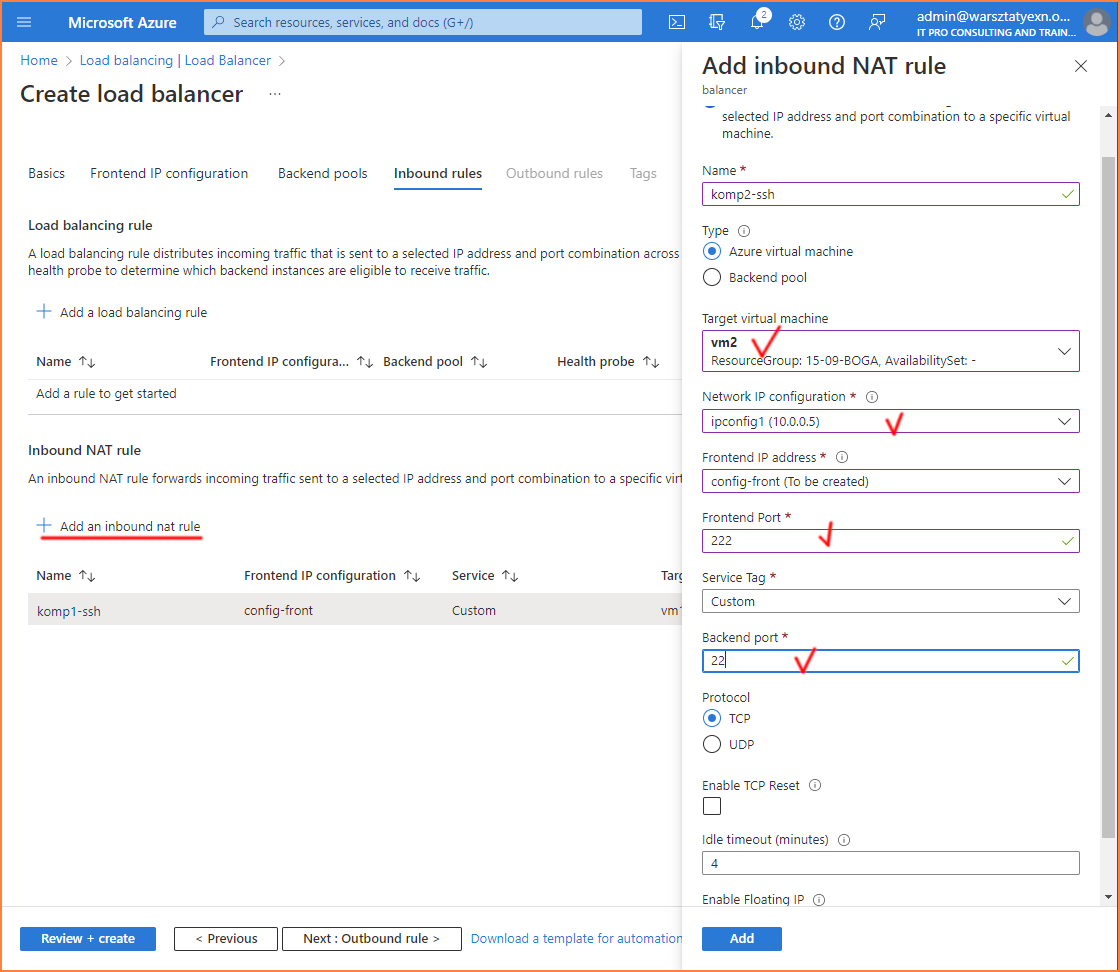 Microsoft Azure
Search resources, services, and docs (G+/)
2
admin@warsztatyexn.o...
IT PRO CONSULTING AND TRAIN...
Home > Load balancing | Load Balancer >
Create load balancer ...
Basics Frontend IP configuration Backend pools Inbound rules Outbound rules Tags
Load balancing rule
A load balancing rule distributes incoming traffic that is sent to a selected IP address and port combination across
health probe to determine which backend instances are eligible to receive traffic.
+ Add a load balancing rule
Name ↑↓ Frontend IP configura... ↑↓ Backend pool ↑↓ Health probe ↑↓
Add a rule to get started
Inbound NAT rule
An inbound NAT rule forwards incoming traffic sent to a selected IP address and port combination to a specific virt
+ Add an inbound nat rule
Name ↑↓ Frontend IP configuration ↑↓ Service ↑↓ Targ
komp1-ssh config-front Custom vm1
Review + create
< Previous
Next : Outbound rule >
Download a template for automation
Add inbound NAT rule
balancer
selected IP address and port combination to a specific virtual
machine.
Name *
komp2-ssh
Type
Azure virtual machine
Backend pool
Target virtual machine
vm2
ResourceGroup: 15-09-BOGA, AvailabilitySet: -
Network IP configuration *
ipconfig1 (10.0.0.5)
Frontend IP address *
config-front (To be created)
Frontend Port *
222
Service Tag *
Custom
Backend port *
22
Protocol
TCP
UDP
Enable TCP Reset
Idle timeout (minutes)
4
Enable Floating IP
Add